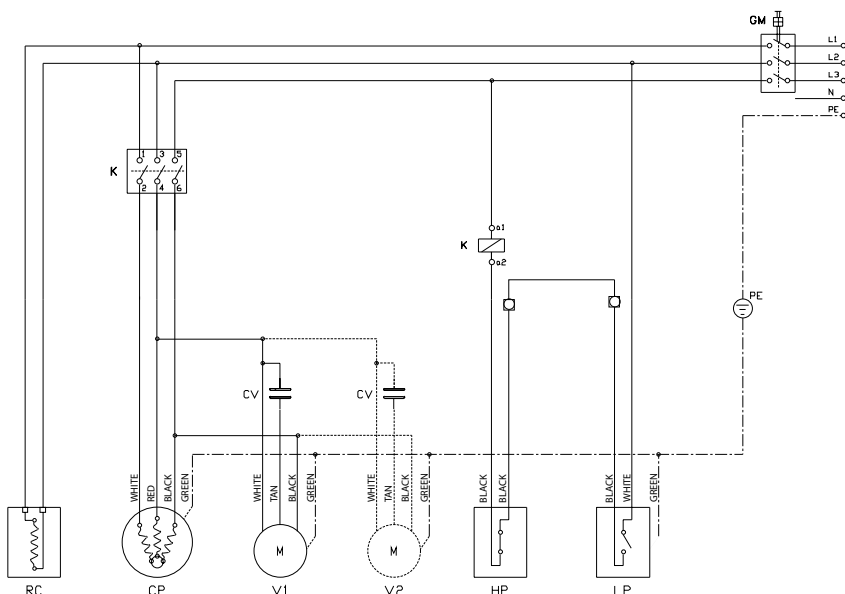 GM
L1
L2
L3
N
PE
K
1 3 5
2 4 6
K
a1
a2
PE
CV
CV
WHITE
RED
BLACK
GREEN
WHITE
TAN
BLACK
GREEN
WHITE
TAN
BLACK
GREEN
BLACK
BLACK
BLACK
WHITE
GREEN
M
M
RC
CP
V1
V2
HP
LP